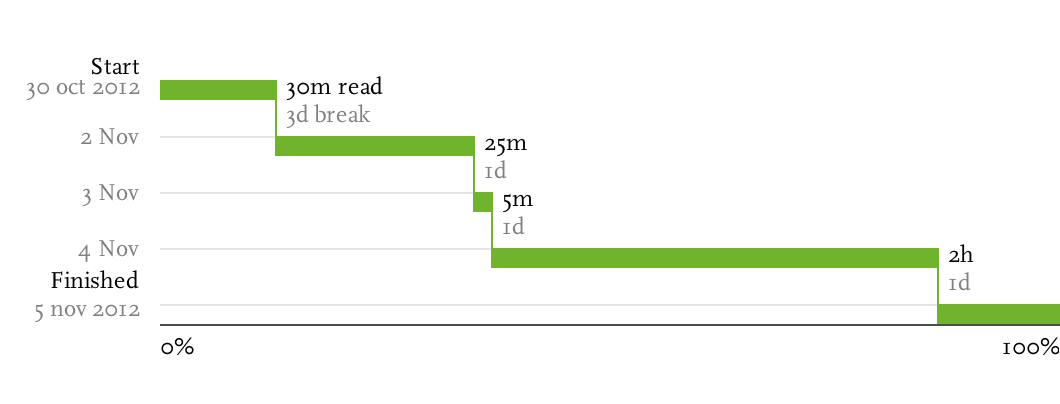 Start
30 oct 2012
30m read
3d break
2 Nov
25m
1d
3 Nov
5m
1d
4 Nov
2h
1d
Finished
5 nov 2012
0%
100%